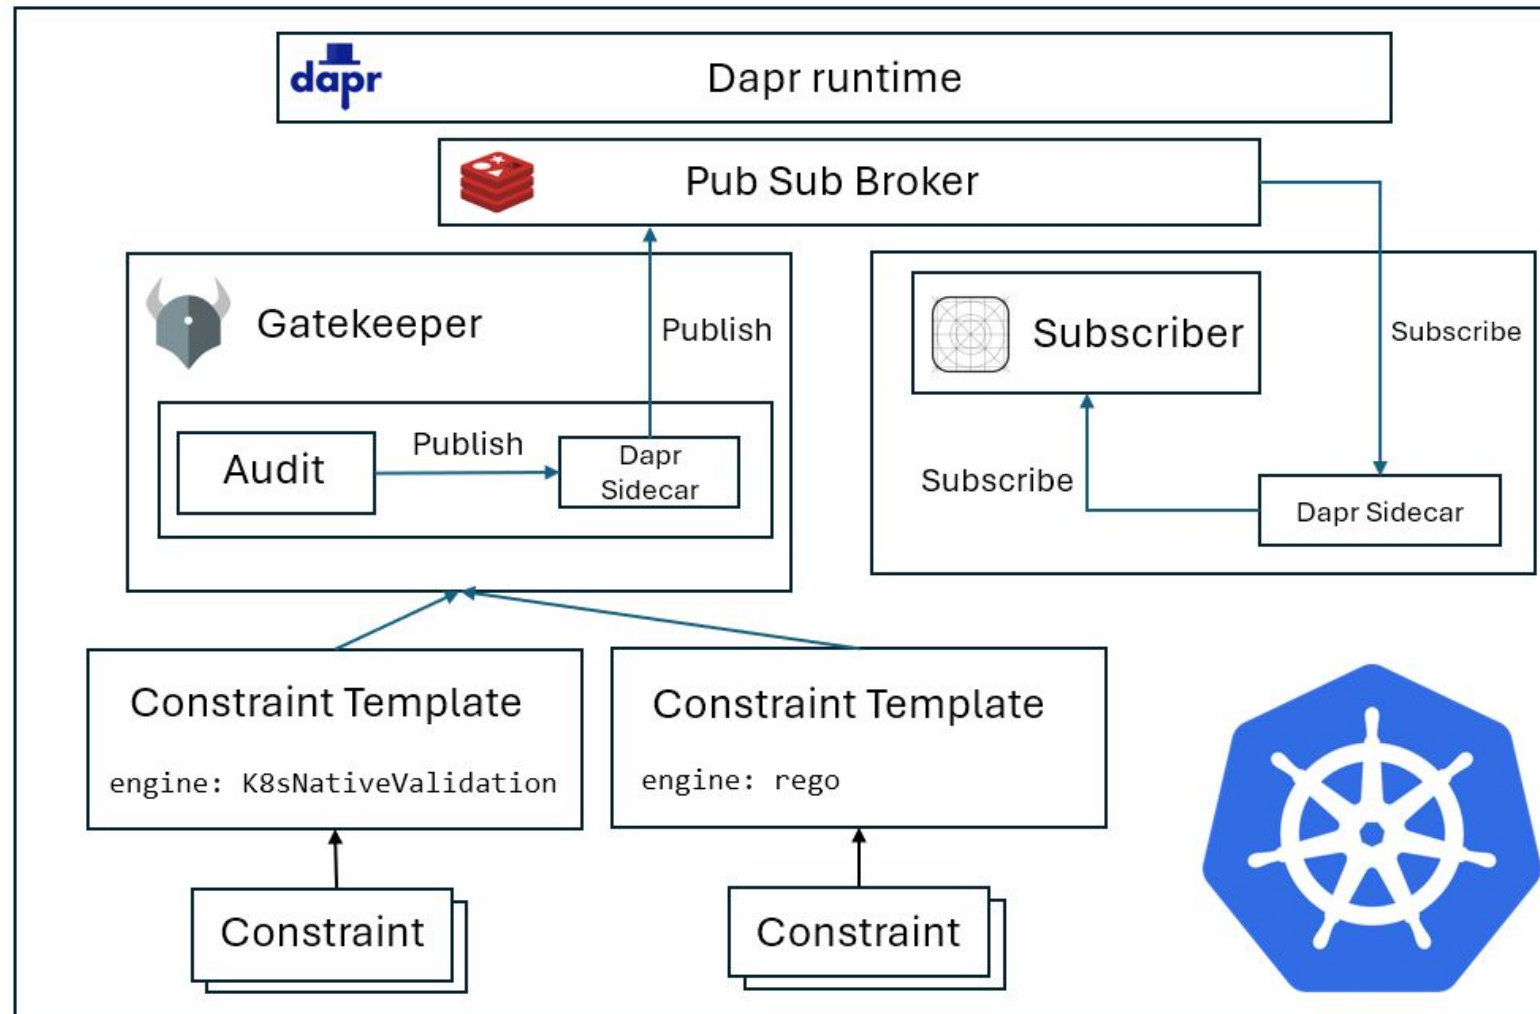 dapr
Dapr runtime
Pub Sub Broker
Gatekeeper
Publish
Audit
Publish
Dapr
Sidecar
Subscriber
Subscribe
Subscribe
Dapr Sidecar
Constraint Template
engine: K8sNativeValidation
Constraint Template
engine: rego
Constraint
Constraint